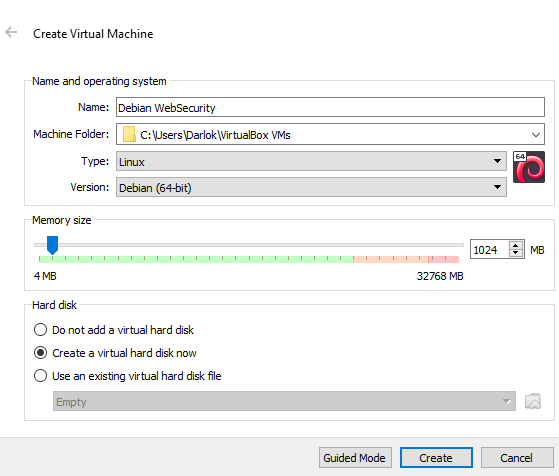 Create Virtual Machine
Name and operating system
Name: Debian WebSecurity
Machine Folder: C:\Users\Darlok\VirtualBox VMs
Type: Linux
64
Version: Debian (64-bit)
Memory size
1024 MB
4 MB 32768 MB
Hard disk
Do not add a virtual hard disk
Create a virtual hard disk now
Use an existing virtual hard disk file
Empty
Guided Mode Create Cancel